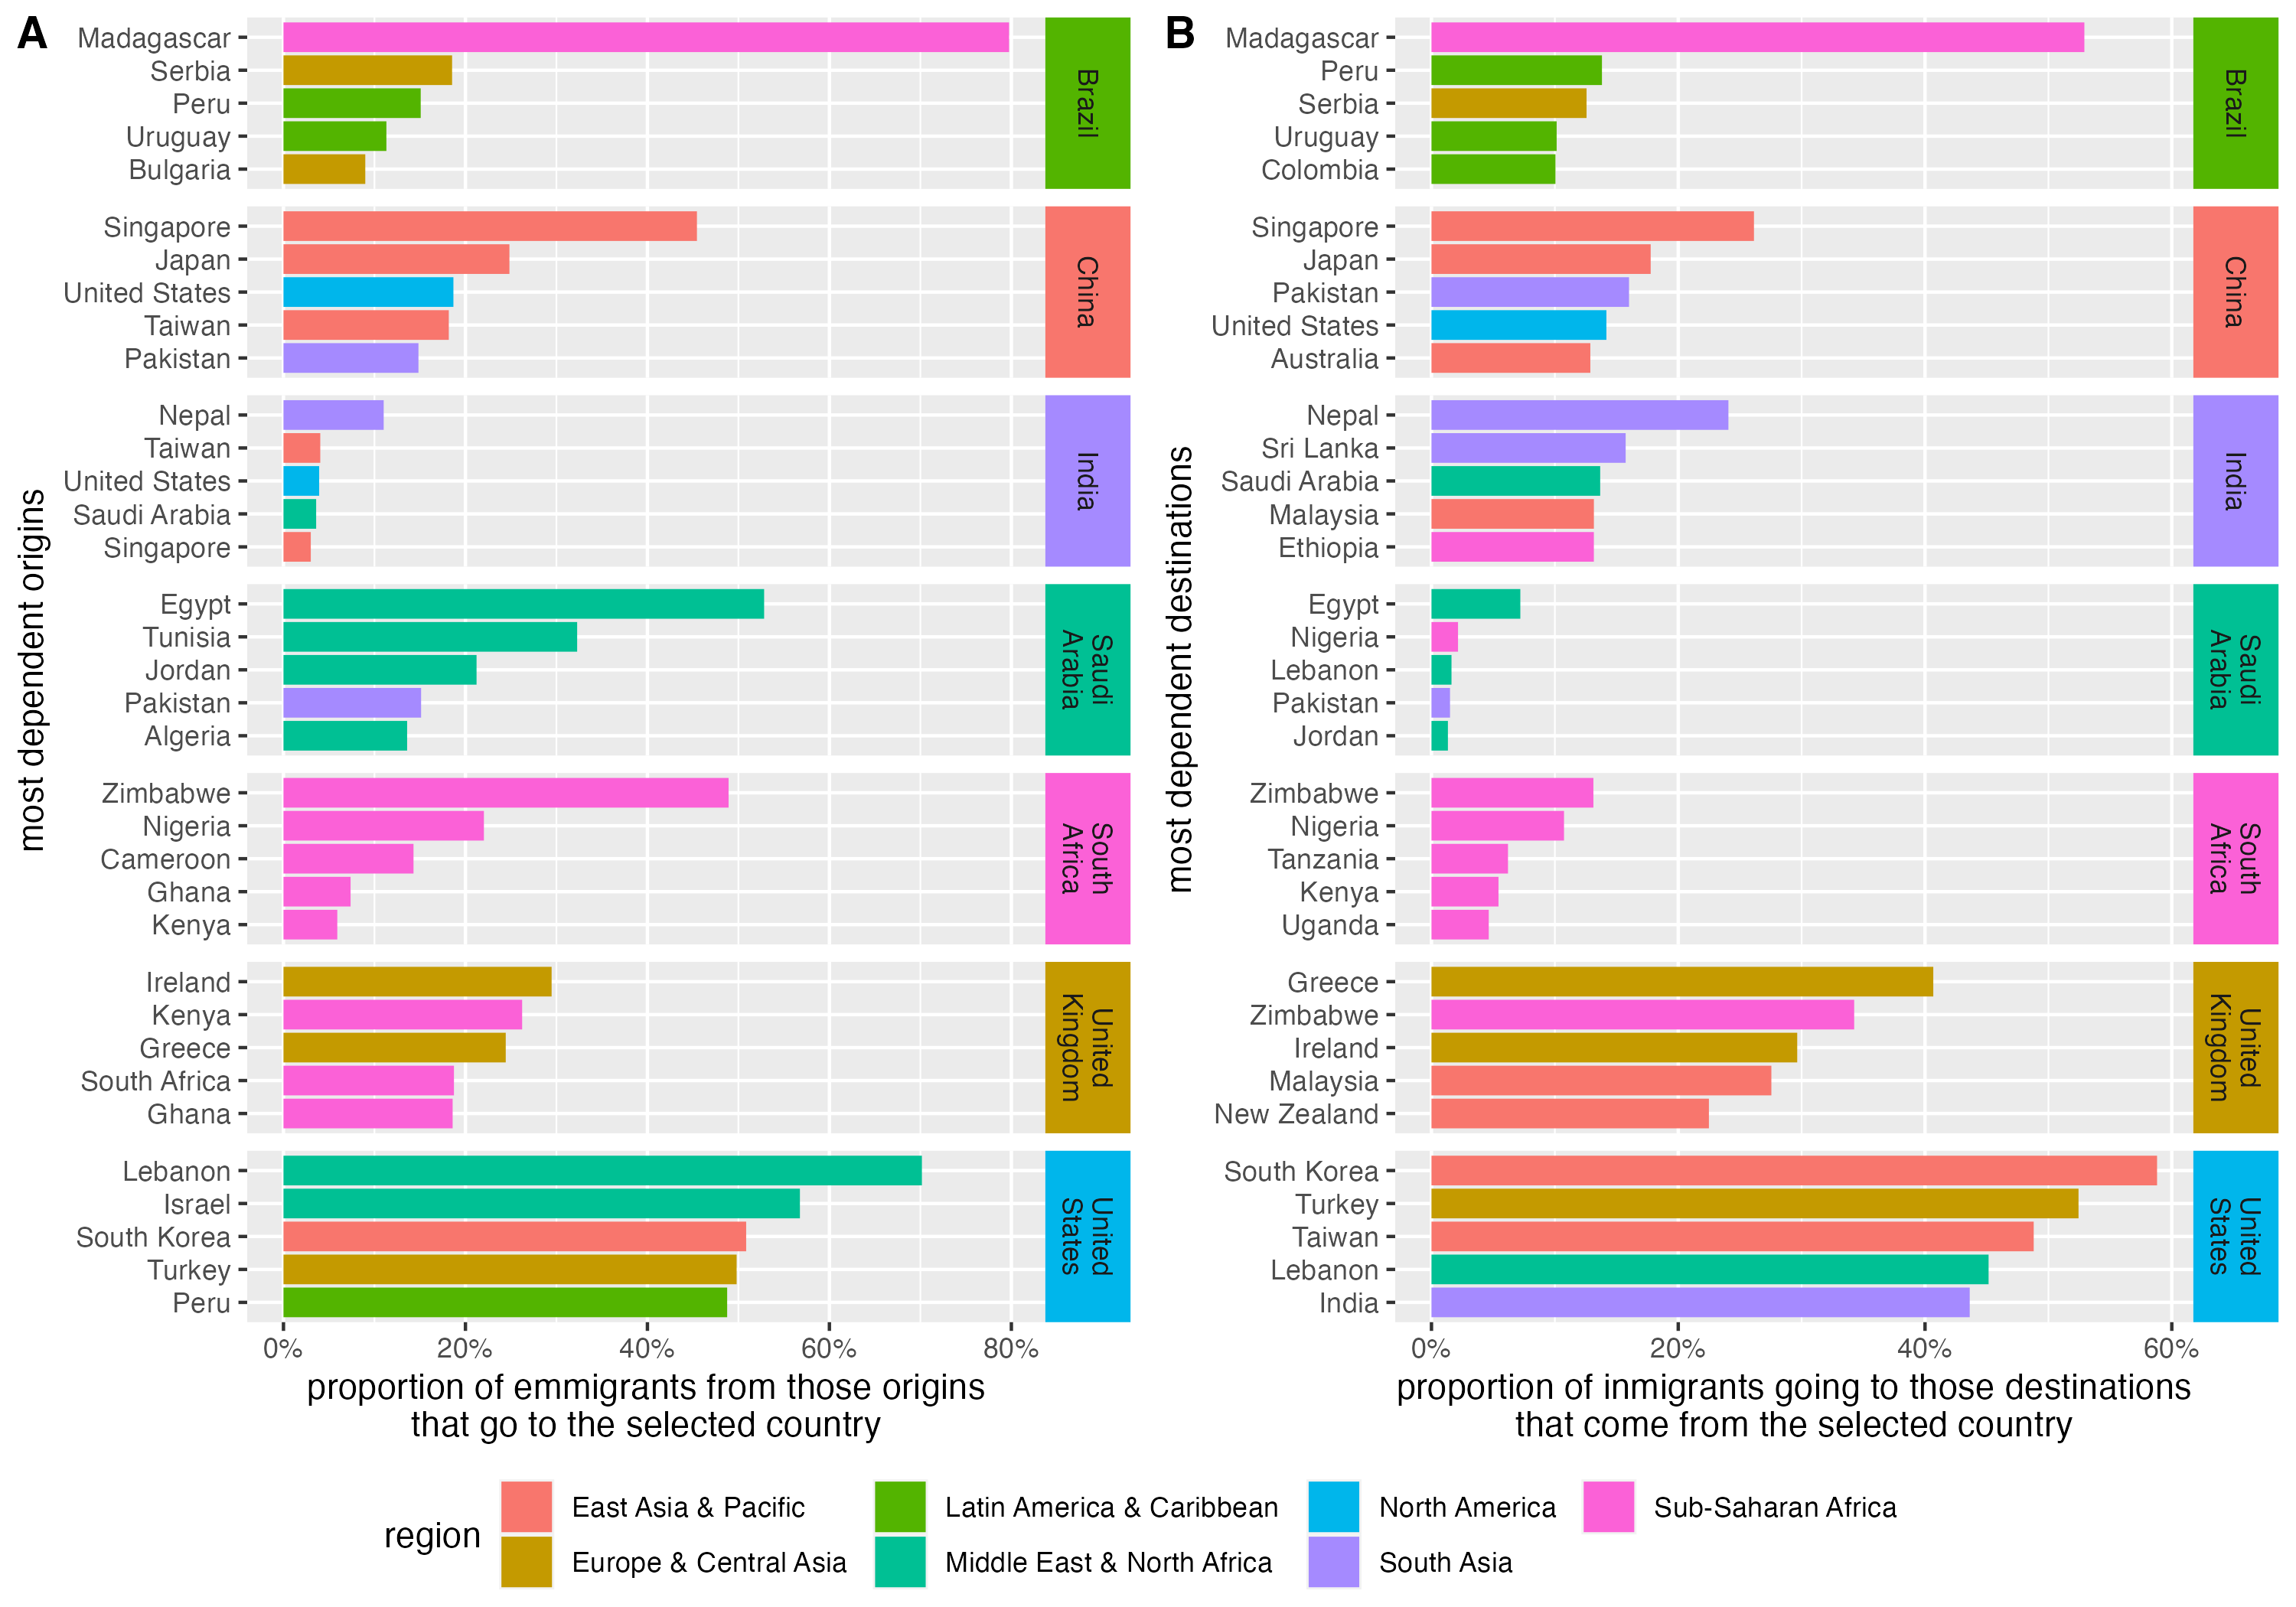 A
most dependent origins
Madagascar
Serbia
Peru
Uruguay
Bulgaria
Brazil
Singapore
Japan
United States
Taiwan
Pakistan
China
Nepal
Taiwan
United States
Saudi Arabia
Singapore
India
Egypt
Tunisia
Jordan
Pakistan
Algeria
Saudi
Arabia
Zimbabwe
Nigeria
Cameroon
Ghana
Kenya
South
Africa
Ireland
Kenya
Greece
South Africa
Ghana
United
Kingdom
Lebanon
Israel
South Korea
Turkey
Peru
United
States
0% 20% 40% 60% 80%
proportion of emmigrants from those origins
that go to the selected country
B
most dependent destinations
Madagascar
Peru
Serbia
Uruguay
Colombia
Brazil
Singapore
Japan
Pakistan
United States
Australia
China
Nepal
Sri Lanka
Saudi Arabia
Malaysia
Ethiopia
India
Egypt
Nigeria
Lebanon
Pakistan
Jordan
Saudi
Arabia
Zimbabwe
Nigeria
Tanzania
Kenya
Uganda
South
Africa
Greece
Zimbabwe
Ireland
Malaysia
New Zealand
United
Kingdom
South Korea
Turkey
Taiwan
Lebanon
India
United
States
0% 20% 40% 60%
proportion of inmigrants going to those destinations
that come from the selected country
region
East Asia & Pacific
Europe & Central Asia
Latin America & Caribbean
Middle East & North Africa
North America
South Asia
Sub-Saharan Africa